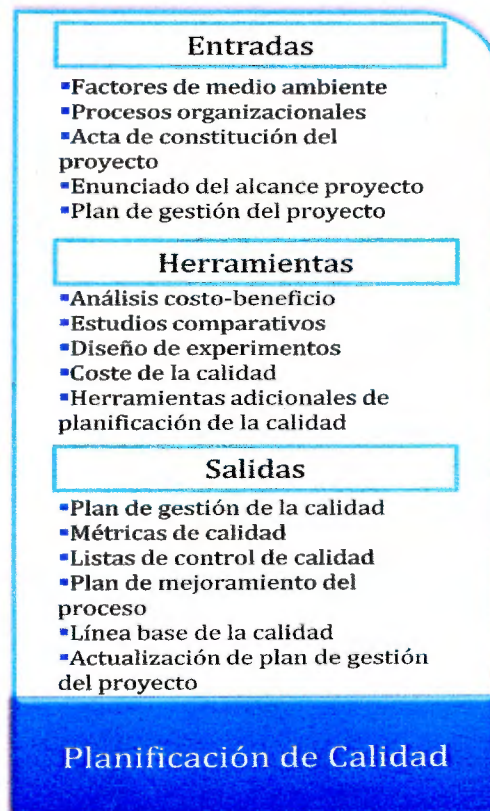 Entradas
▪Factores de medio ambiente
▪Procesos organizacionales
▪Acta de constitución del
proyecto
▪Enunciado del alcance proyecto
▪Plan de gestión del proyecto
Herramientas
▪Análisis costo-beneficio
▪Estudios comparativos
▪Diseño de experimentos
▪Coste de la calidad
▪Herramientas adicionales de
planificación de la calidad
Salidas
▪Plan de gestión de la calidad
▪Métricas de calidad
▪Listas de control de calidad
▪Plan de mejoramiento del
proceso
▪Línea base de la calidad
▪Actualización de plan de gestión
del proyecto
Planificación de Calidad